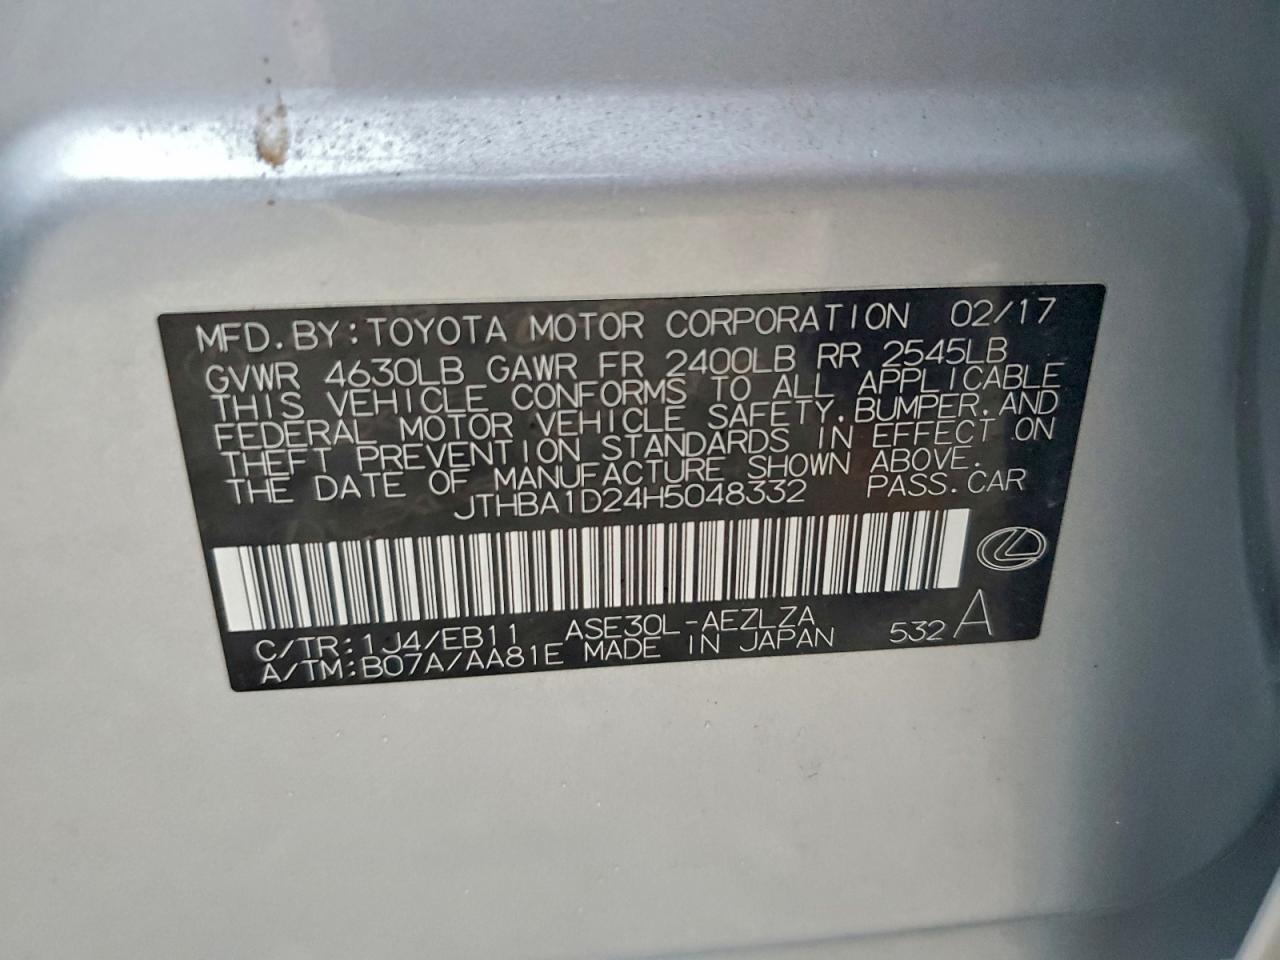 MFD.BY:TOYOTA MOTOR CORPORATION 02/17
GVWR 4630LB GAWR FR 2400LB RR 2545LB
THIS VEHICLE CONFORMS TO ALL APPLICABLE
FEDERAL MOTOR VEHICLE SAFETY,BUMPER,AND
THEFT PREVENTION STANDARDS IN EFFECT ON
THE DATE OF MANUFACTURE SHOWN ABOVE.
JTHBA1D24H5048332 PASS.CAR
C/TR:1J4/EB11 ASE30L-AEZLZA
A/TM:B07A/AA81E MADE IN JAPAN 532 A